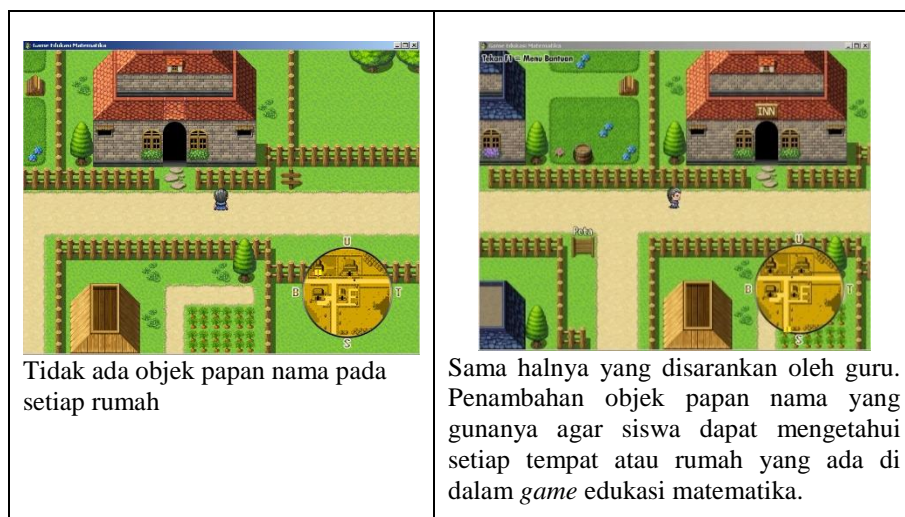 Game Edukasi Matematika
U
B
T
S
Tidak ada objek papan nama pada
setiap rumah
Game Edukasi Matematika
Tekan F1 = Menu Bantuan
INN
Peta
U
B
T
S
Sama halnya yang disarankan oleh guru.
Penambahan objek papan nama yang
gunanya agar siswa dapat mengetahui
setiap tempat atau rumah yang ada di
dalam game edukasi matematika.